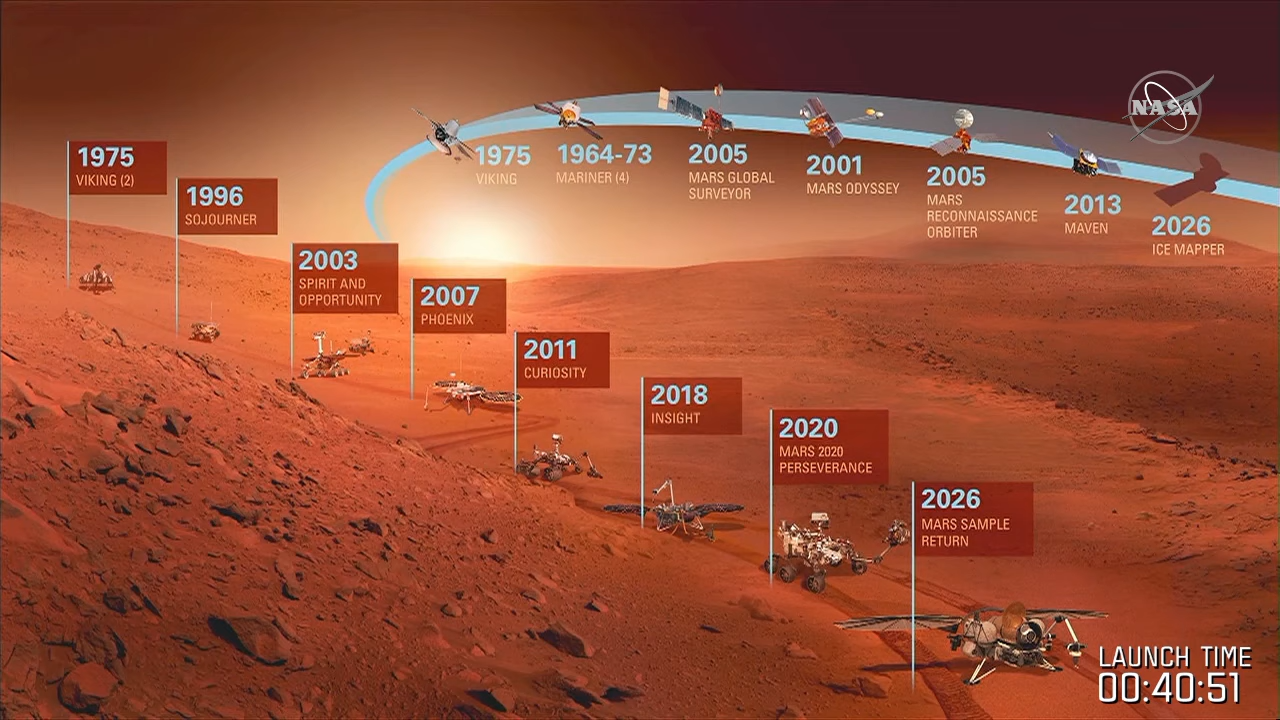 NASA
1975
VIKING
1964-73
MARINER (4)
2005
MARS GLOBAL
SURVEYOR
2001
MARS ODYSSEY
2005
MARS
RECONNAISSANCE
ORBITER
2013
MAVEN
2026
ICE MAPPER
1975
VIKING (2)
1996
SOJOURNER
2003
SPIRIT AND
OPPORTUNITY
2007
PHOENIX
2011
CURIOSITY
2018
INSIGHT
2020
MARS 2020
PERSEVERANCE
2026
MARS SAMPLE
RETURN
LAUNCH TIME
00:40:51